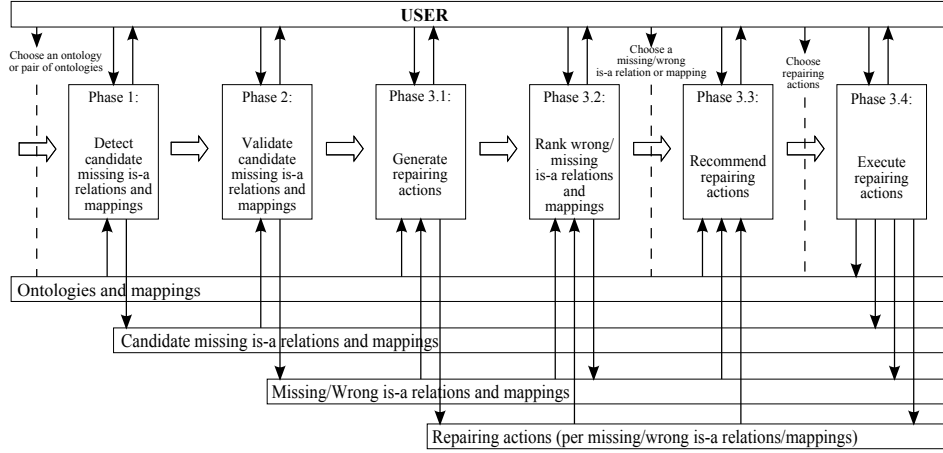 USER
Choose an ontology
or pair of ontologies
Choose a
missing/wrong
is-a relation or mapping
Choose
repairing
actions
Phase 1:
Detect
candidate
missing is-a
relations and
mappings
Phase 2:
Validate
candidate
missing is-a
relations and
mappings
Phase 3.1:
Generate
repairing
actions
Phase 3.2:
Rank wrong/
missing
is-a relations
and
mappings
Phase 3.3:
Recommend
repairing
actions
Phase 3.4:
Execute
repairing
actions
Ontologies and mappings
Candidate missing is-a relations and mappings
Missing/Wrong is-a relations and mappings
Repairing actions (per missing/wrong is-a relations/mappings)